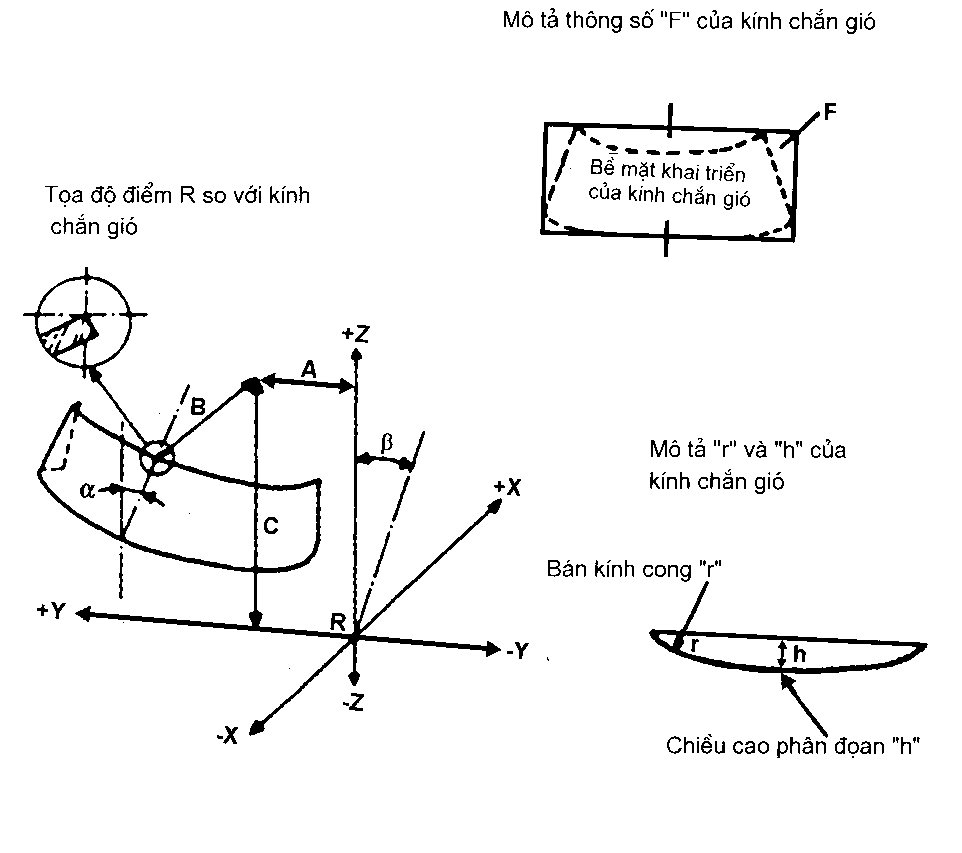 Mô tả thông số "F" của kính chắn gió
F
Bề mặt khai triển
của kính chắn gió
Tọa độ điểm R so với kính
chắn gió
+Z
A
B
β
α
C
+X
+Y
R
-Y
-Z
-X
Mô tả "r" và "h" của
kính chắn gió
Bán kính cong "r"
r
h
Chiều cao phân đọan "h"